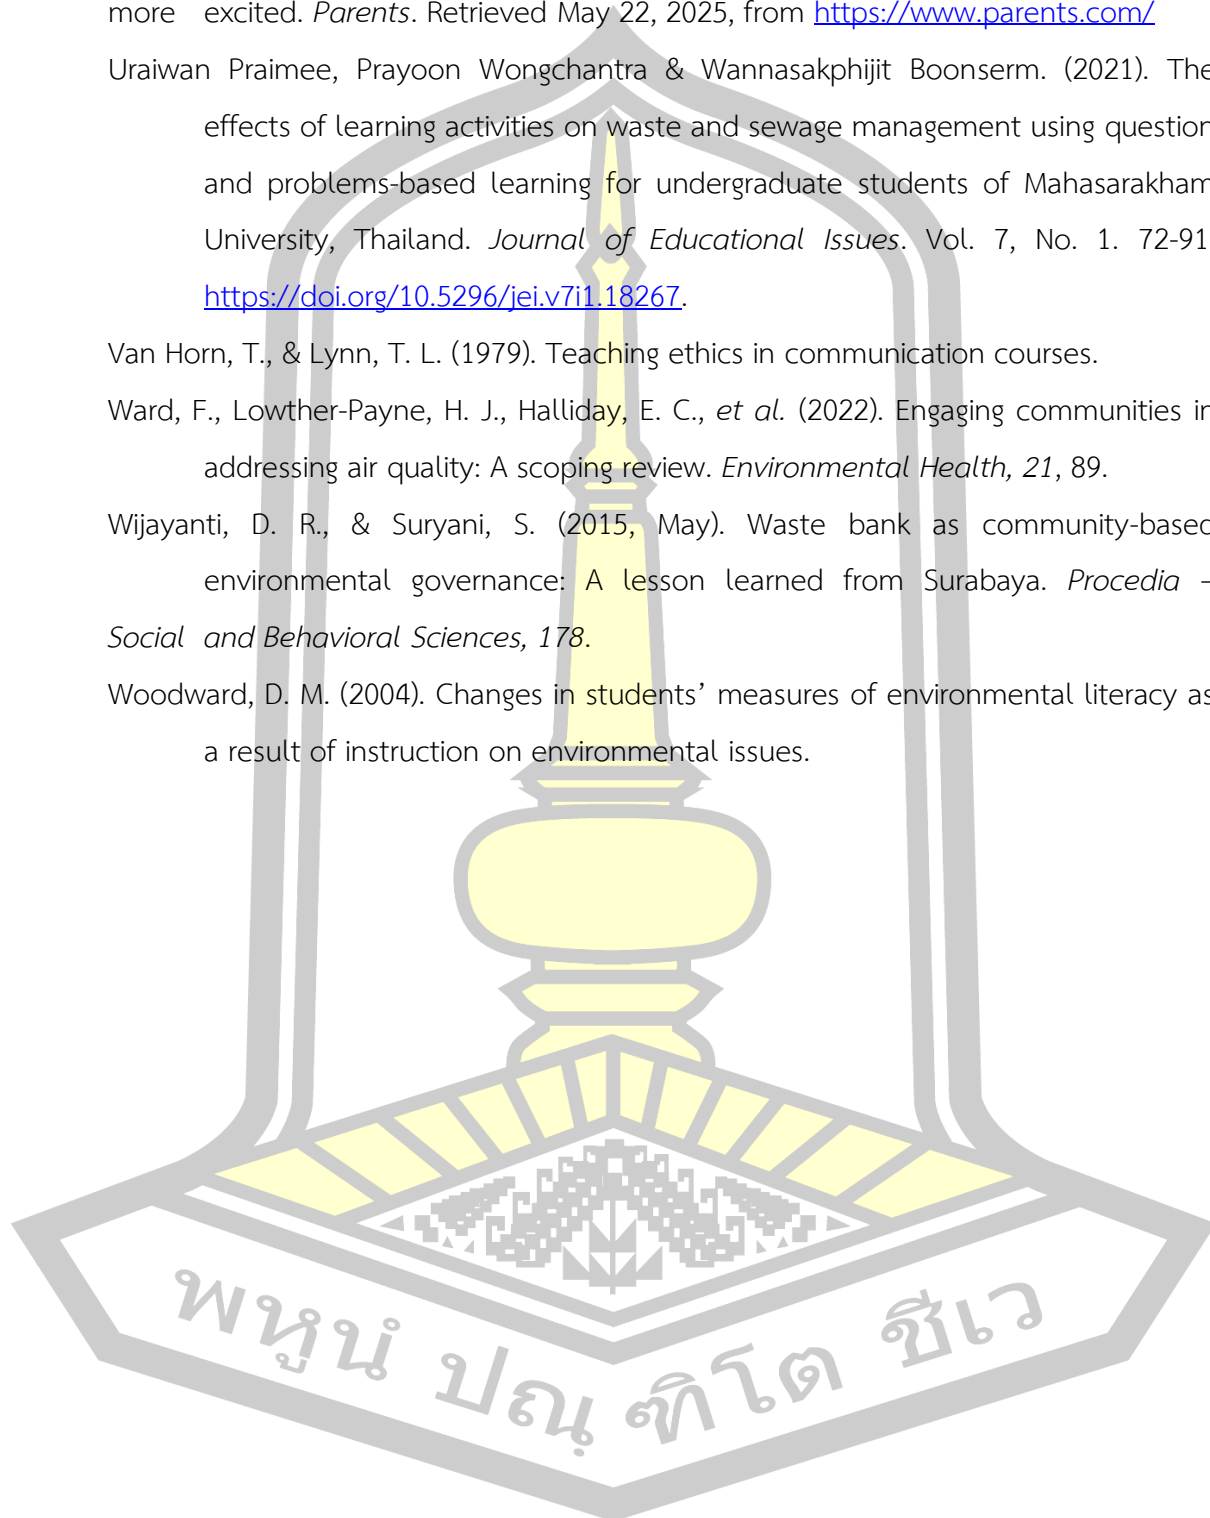 more excited. Parents. Retrieved May 22, 2025, from https://www.parents.com/
Uraiwan Praimee, Prayoon Wongchantra & Wannasakphijit Boonserm. (2021). The
effects of learning activities on waste and sewage management using question
and problems-based learning for undergraduate students of Mahasarakham
University, Thailand. Journal of Educational Issues. Vol. 7, No. 1. 72-91
https://doi.org/10.5296/jei.v7i1.18267.
Van Horn, T., & Lynn, T. L. (1979). Teaching ethics in communication courses.
Ward, F., Lowther-Payne, H. J., Halliday, E. C., et al. (2022). Engaging communities in
addressing air quality: A scoping review. Environmental Health, 21, 89.
Wijayanti, D. R., & Suryani, S. (2015, May). Waste bank as community-based
environmental governance: A lesson learned from Surabaya. Procedia –
Social and Behavioral Sciences, 178.
Woodward, D. M. (2004). Changes in students’ measures of environmental literacy as
a result of instruction on environmental issues.
พหูนํ ปณฺฑิโต ชีเว